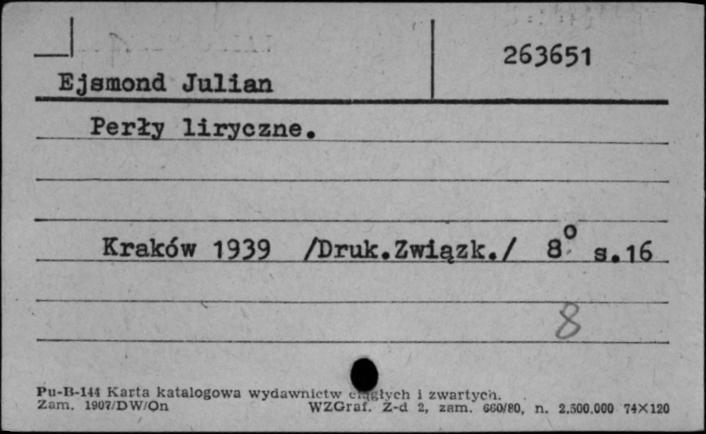 263651
Ejsmond Julian
Perły liryczne.
Kraków 1939 /Druk.Związk./ 8° s.16
8
Pu-B-144 Karta katalogowa wydawnictw ciągłych i zwartych.
Zam. 1907/DW/On WZGraf. Z-d 2, zam. 660/80, n. 2.500.000 74X120